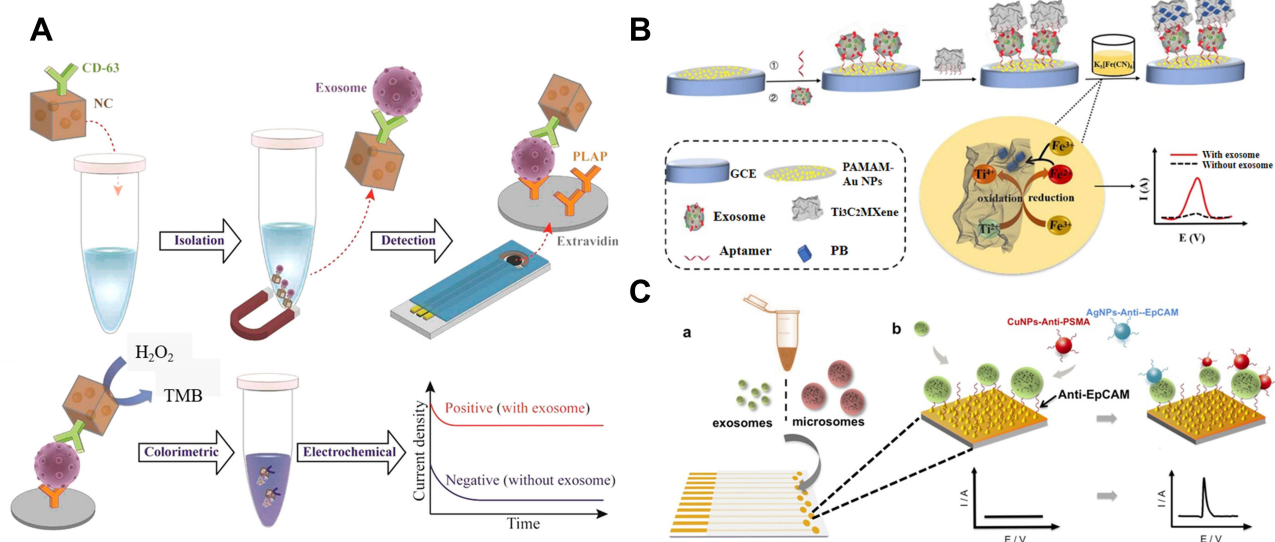 A
CD-63
NC
Exosome
PLAP
Extravidin
Isolation
Detection
H₂O₂
TMB
Colorimetric
Electrochemical
Current density
Positive (with exosome)
Negative (without exosome)
Time
B
①
②
K₃[Fe(CN)₆]
GCE
PAMAM-
Au NPs
Exosome
Ti3C2MXene
Aptamer
PB
Fe³⁺
Ti⁴⁺
Fe²⁺
oxidation
reduction
Ti²⁺
Fe³⁺
With exosome
Without exosome
I (A)
E (V)
C
a
exosomes
microsomes
b
CuNPs-Anti-PSMA
AgNPs-Anti--EpCAM
Anti-EpCAM
I / A
E / V
I / A
E / V